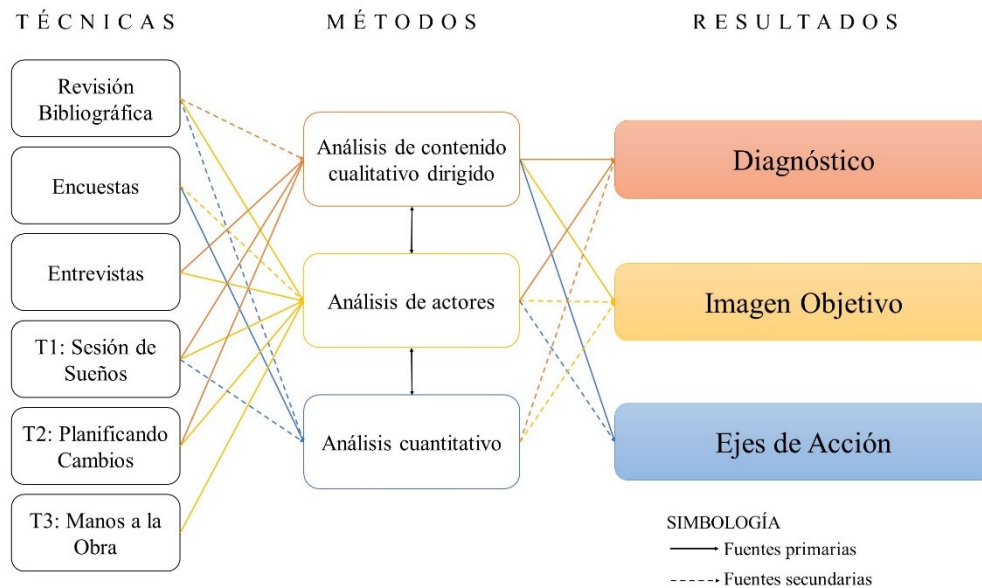 TÉCNICAS
MÉTODOS
RESULTADOS
Revisión
Bibliográfica
Encuestas
Entrevistas
T1: Sesión de
Sueños
T2: Planificando
Cambios
T3: Manos a la
Obra
Análisis de contenido
cualitativo dirigido
Análisis de actores
Análisis cuantitativo
Diagnóstico
Imagen Objetivo
Ejes de Acción
SIMBOLOGÍA
Fuentes primarias
Fuentes secundarias